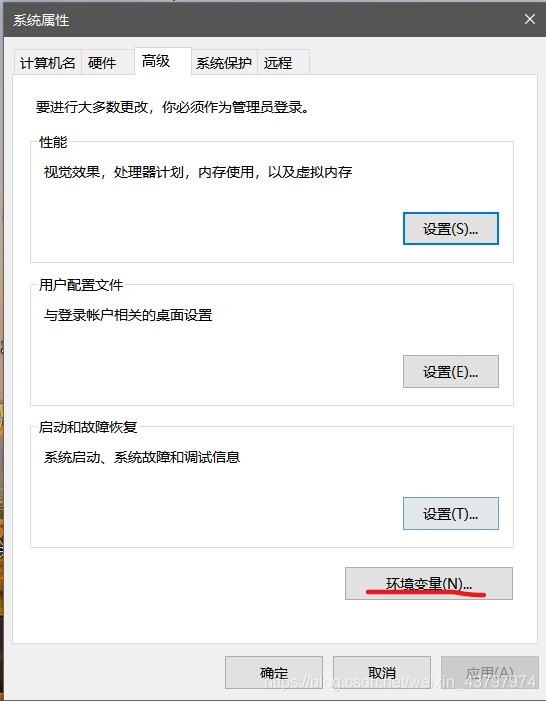 系统属性
计算机名 硬件 高级 系统保护 远程
要进行大多数更改，你必须作为管理员登录。
性能
视觉效果，处理器计划，内存使用，以及虚拟内存
设置(S)...
用户配置文件
与登录帐户相关的桌面设置
设置(E)...
启动和故障恢复
系统启动、系统故障和调试信息
设置(T)...
环境变量(N)...
确定 取消 应用(A)
https://blog.csdn.net/weixin_43797974